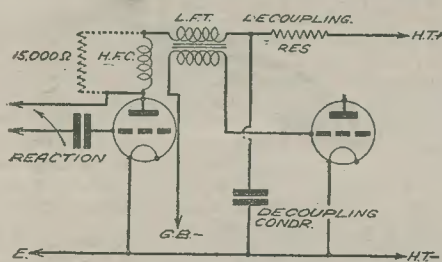 L.F.T.
DECOUPLING.
RES
H.T.+
15,000Ω
H.F.C.
REACTION
G.B.-
DECOUPLING
CONDR.
E.
H.T.-